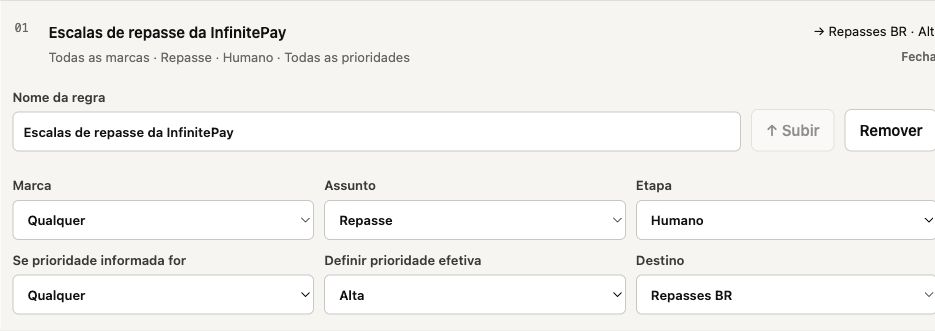 01
Escalas de repasse da InfinitePay
→ Repasses BR · Alt
Todas as marcas · Repasse · Humano · Todas as prioridades
Fecha
Nome da regra
Escalas de repasse da InfinitePay
↑ Subir
Remover
Marca
Assunto
Etapa
Qualquer
Repasse
Humano
Se prioridade informada for
Definir prioridade efetiva
Destino
Qualquer
Alta
Repasses BR